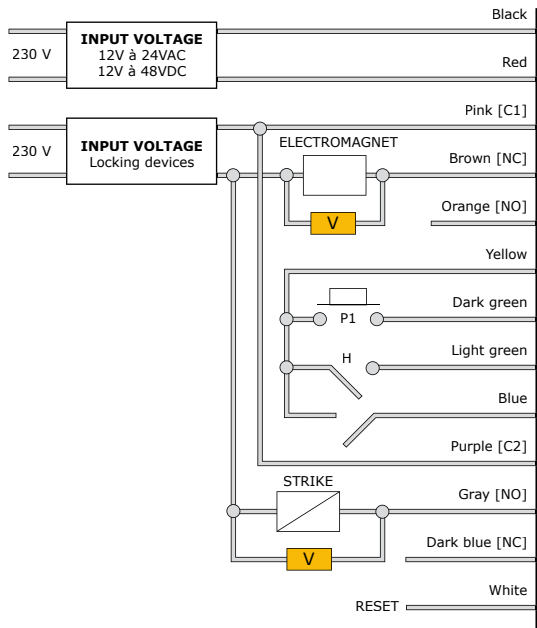 Black
230 V
INPUT VOLTAGE
12V à 24VAC
12V à 48VDC
Red
Pink [C1]
230 V
INPUT VOLTAGE
Locking devices
ELECTROMAGNET
Brown [NC]
V
Orange [NO]
Yellow
Dark green
P1
Light green
H
Blue
Purple [C2]
STRIKE
Gray [NO]
V
Dark blue [NC]
White
RESET